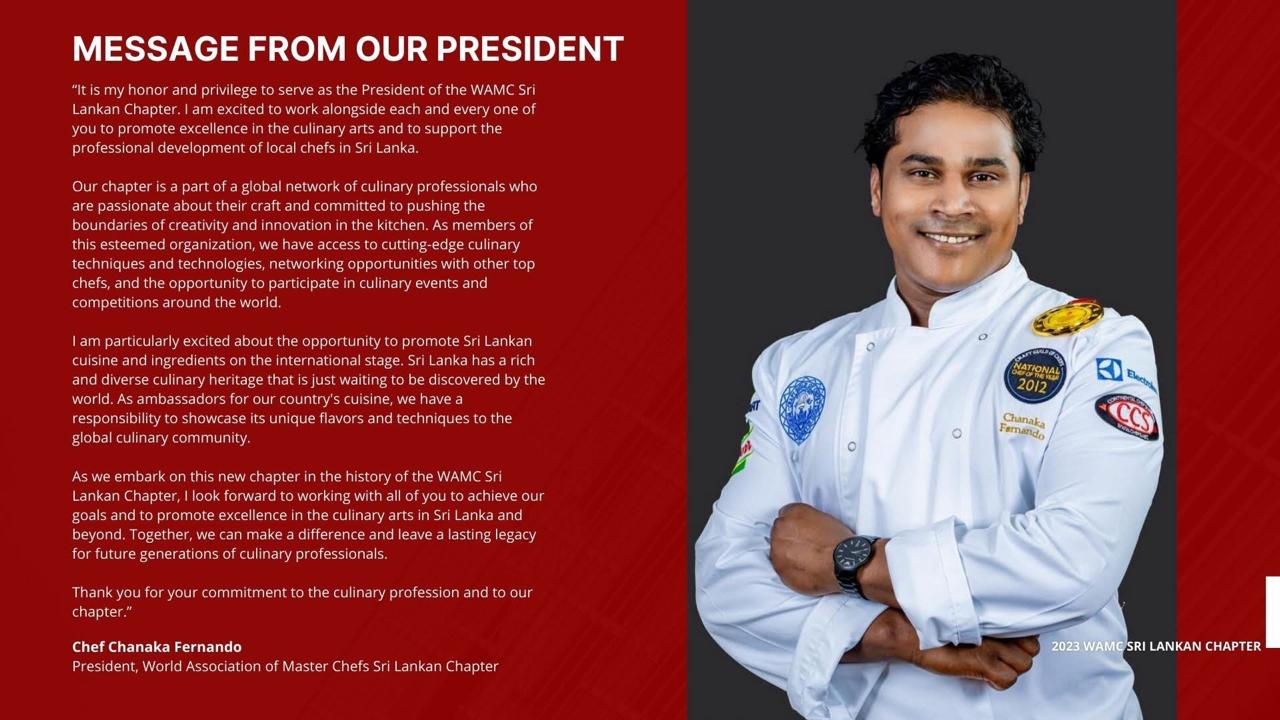 MESSAGE FROM OUR PRESIDENT
“It is my honor and privilege to serve as the President of the WAMC Sri
Lankan Chapter. I am excited to work alongside each and every one of
you to promote excellence in the culinary arts and to support the
professional development of local chefs in Sri Lanka.
Our chapter is a part of a global network of culinary professionals who
are passionate about their craft and committed to pushing the
boundaries of creativity and innovation in the kitchen. As members of
this esteemed organization, we have access to cutting-edge culinary
techniques and technologies, networking opportunities with other top
chefs, and the opportunity to participate in culinary events and
competitions around the world.
I am particularly excited about the opportunity to promote Sri Lankan
cuisine and ingredients on the international stage. Sri Lanka has a rich
and diverse culinary heritage that is just waiting to be discovered by the
world. As ambassadors for our country's cuisine, we have a
responsibility to showcase its unique flavors and techniques to the
global culinary community.
As we embark on this new chapter in the history of the WAMC Sri
Lankan Chapter, I look forward to working with all of you to achieve our
goals and to promote excellence in the culinary arts in Sri Lanka and
beyond. Together, we can make a difference and leave a lasting legacy
for future generations of culinary professionals.
Thank you for your commitment to the culinary profession and to our
chapter.”
Chef Chanaka Fernando
President, World Association of Master Chefs Sri Lankan Chapter
NATIONAL
CHEF OF THE YEAR
2012
Chanaka
Fernando
CCS
2023 WAMC SRI LANKAN CHAPTER